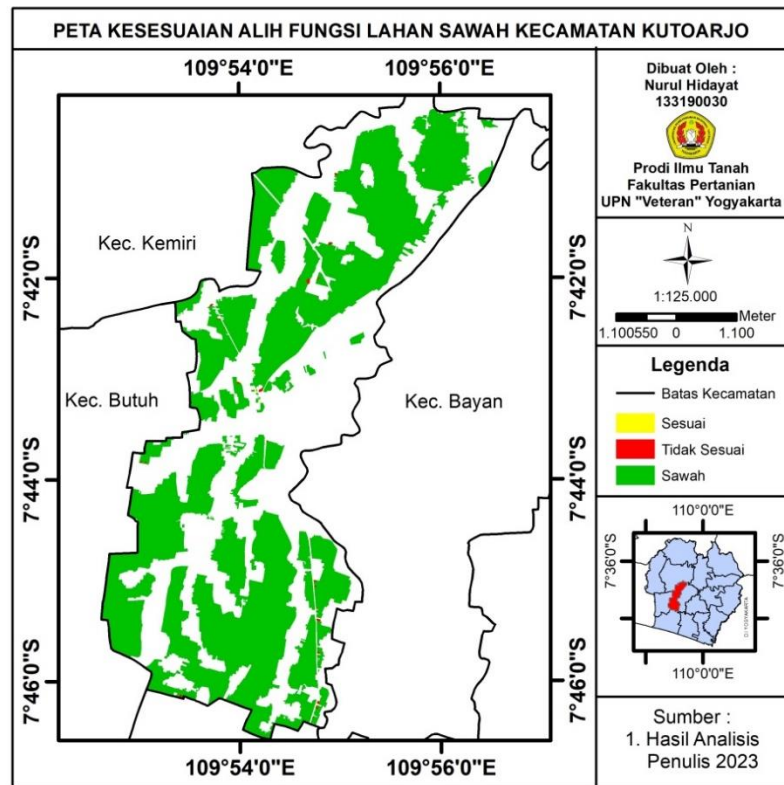 PETA KESESUAIAN ALIH FUNGSI LAHAN SAWAH KECAMATAN KUTOARJO
109°54'0"E 109°56'0"E
7°42'0"S 7°42'0"S
7°44'0"S 7°44'0"S
7°46'0"S 7°46'0"S
109°54'0"E 109°56'0"E
Kec. Kemiri
Kec. Butuh
Kec. Bayan
Dibuat Oleh :
Nurul Hidayat
133190030
Prodi Ilmu Tanah
Fakultas Pertanian
UPN "Veteran" Yogyakarta
N
1:125.000
Meter
1.100550 0 1.100
Legenda
Batas Kecamatan
Sesuai
Tidak Sesuai
Sawah
110°0'0"E
7°36'0"S 7°36'0"S
DI YOGYAKARTA
110°0'0"E
Sumber :
1. Hasil Analisis
Penulis 2023